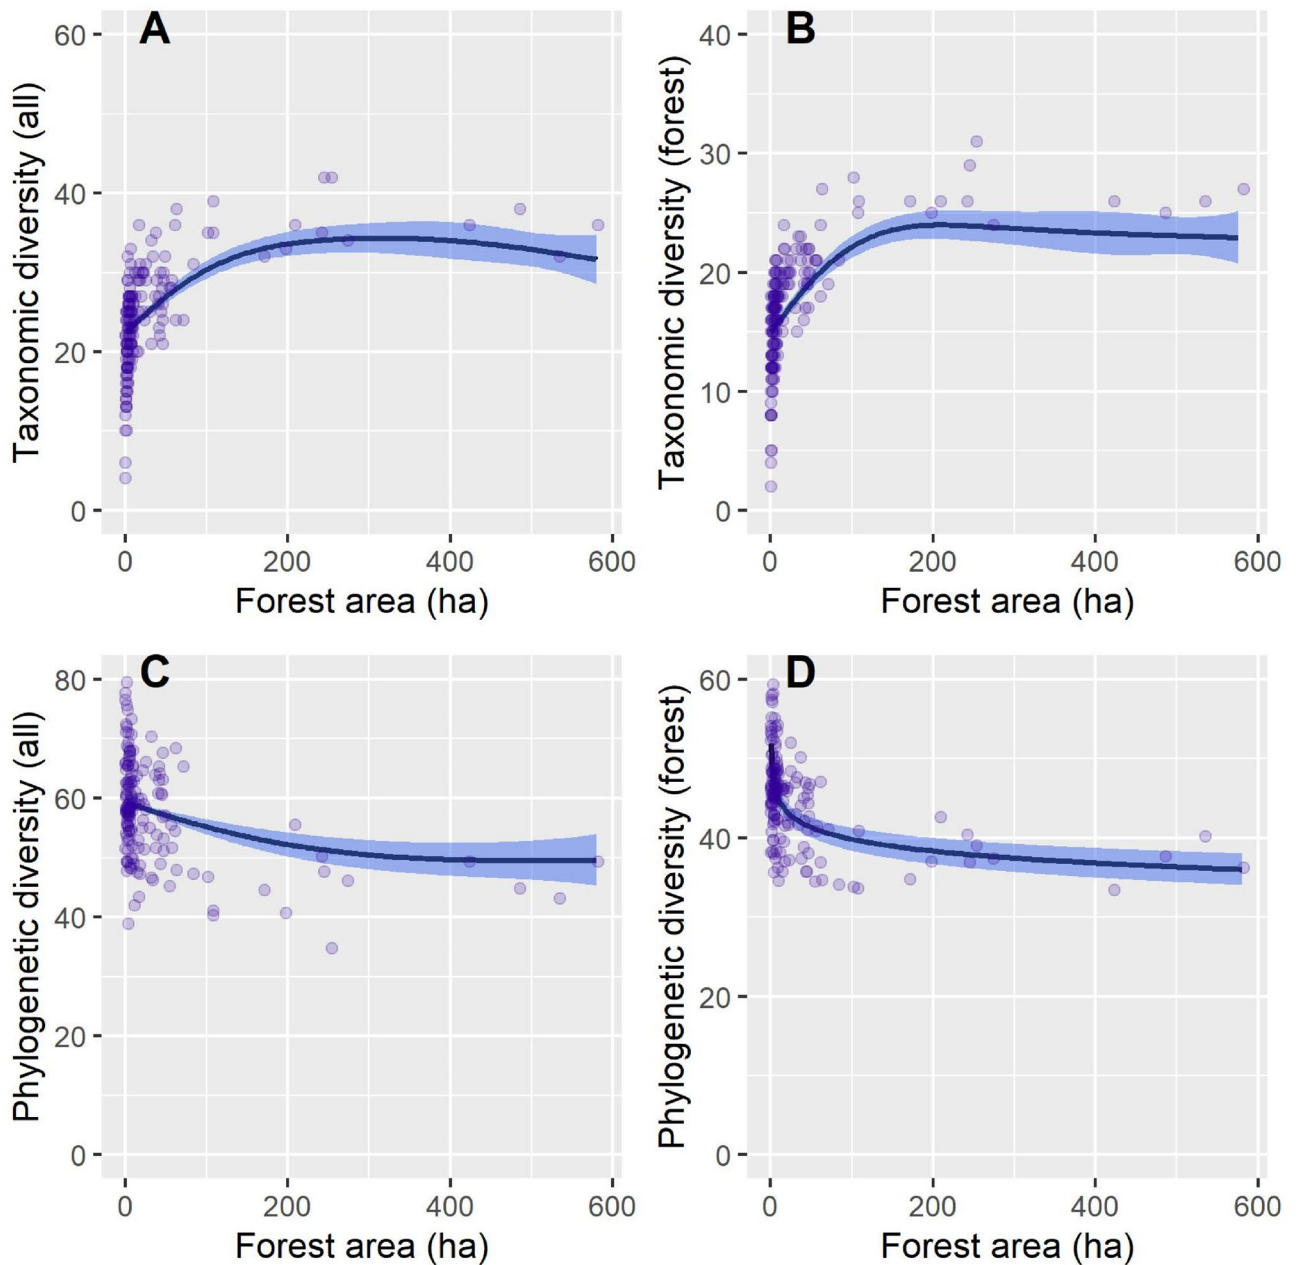 A
Taxonomic diversity (all)
60
40
20
0
0 200 400 600
Forest area (ha)
B
Taxonomic diversity (forest)
40
30
20
10
0
0 200 400 600
Forest area (ha)
C
Phylogenetic diversity (all)
80
60
40
20
0
0 200 400 600
Forest area (ha)
D
Phylogenetic diversity (forest)
60
40
20
0
0 200 400 600
Forest area (ha)